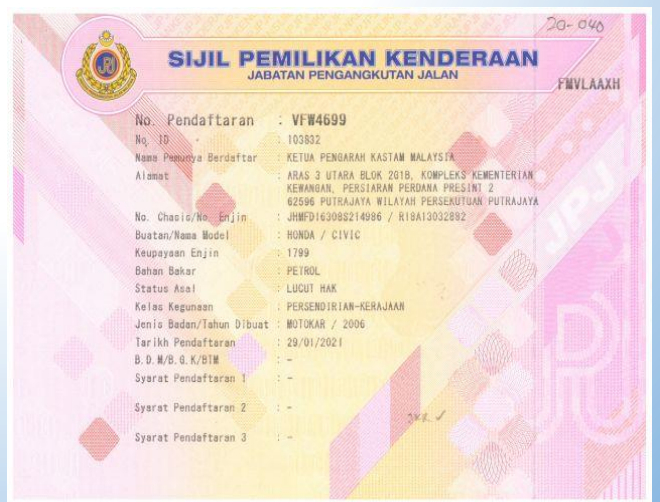 20-040
SIJIL PEMILIKAN KENDERAAN
JABATAN PENGANGKUTAN JALAN
FMVLAAXH
No. Pendaftaran : VFW4699
No. ID : 103832
Nama Pemunya Berdaftar : KETUA PENGARAH KASTAM MALAYSIA
Alamat : ARAS 3 UTARA BLOK 2G1B, KOMPLEKS KEMENTERIAN
KEWANGAN, PERSIARAN PERDANA PRESINT 2
62596 PUTRAJAYA WILAYAH PERSEKUTUAN PUTRAJAYA
No. Chasis/No. Enjin : JHMFD16308S214986 / R18A13032892
Buatan/Nama Model : HONDA / CIVIC
Keupayaan Enjin : 1799
Bahan Bakar : PETROL
Status Asal : LUCUT HAK
Kelas Kegunaan : PERSENDIRIAN-KERAJAAN
Jenis Badan/Tahun Dibuat : MOTOKAR / 2006
Tarikh Pendaftaran : 29/01/2021
B.D.M/B.G.K/BTM : -
Syarat Pendaftaran 1 : -
Syarat Pendaftaran 2 : -
Syarat Pendaftaran 3 : -
JPJ